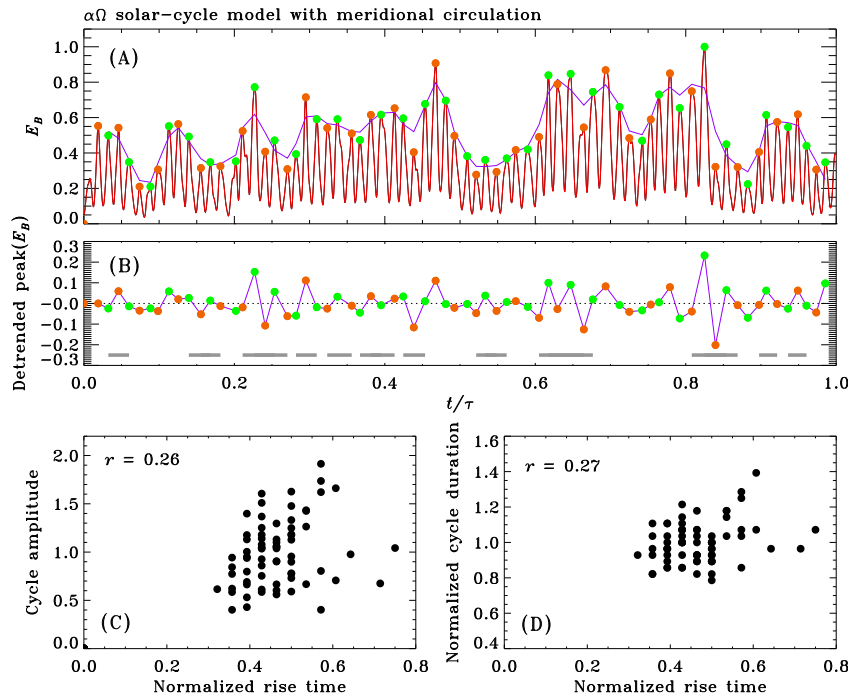 αΩ solar-cycle model with meridional circulation
(A)
E_B
1.0
0.8
0.6
0.4
0.2
0.0
(B)
Detrended peak(E_B)
0.3
0.2
0.1
-0.0
-0.1
-0.2
-0.3
0.0 0.2 0.4 0.6 0.8 1.0
t/τ
r = 0.26
Cycle amplitude
2.0
1.5
1.0
0.5
0.0
(C)
0.0 0.2 0.4 0.6 0.8
Normalized rise time
r = 0.27
Normalized cycle duration
1.6
1.4
1.2
1.0
0.8
0.6
0.4
(D)
0.0 0.2 0.4 0.6 0.8
Normalized rise time